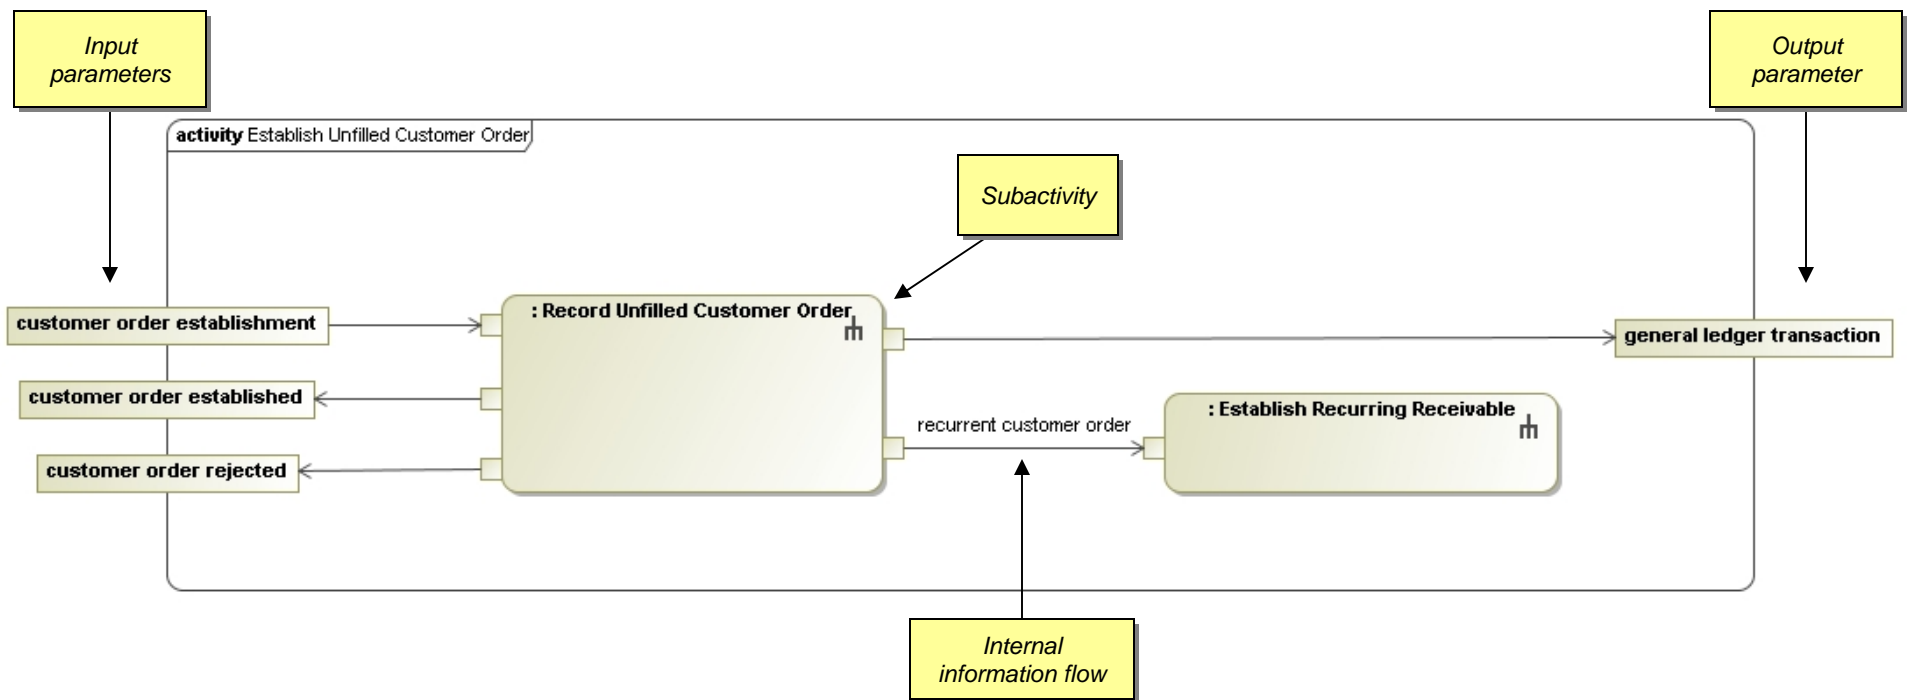 Input
parameters
Output
parameter
activity Establish Unfilled Customer Order
Subactivity
: Record Unfilled Customer Order
customer order establishment
general ledger transaction
customer order established
: Establish Recurring Receivable
recurrent customer order
customer order rejected
Internal
information flow